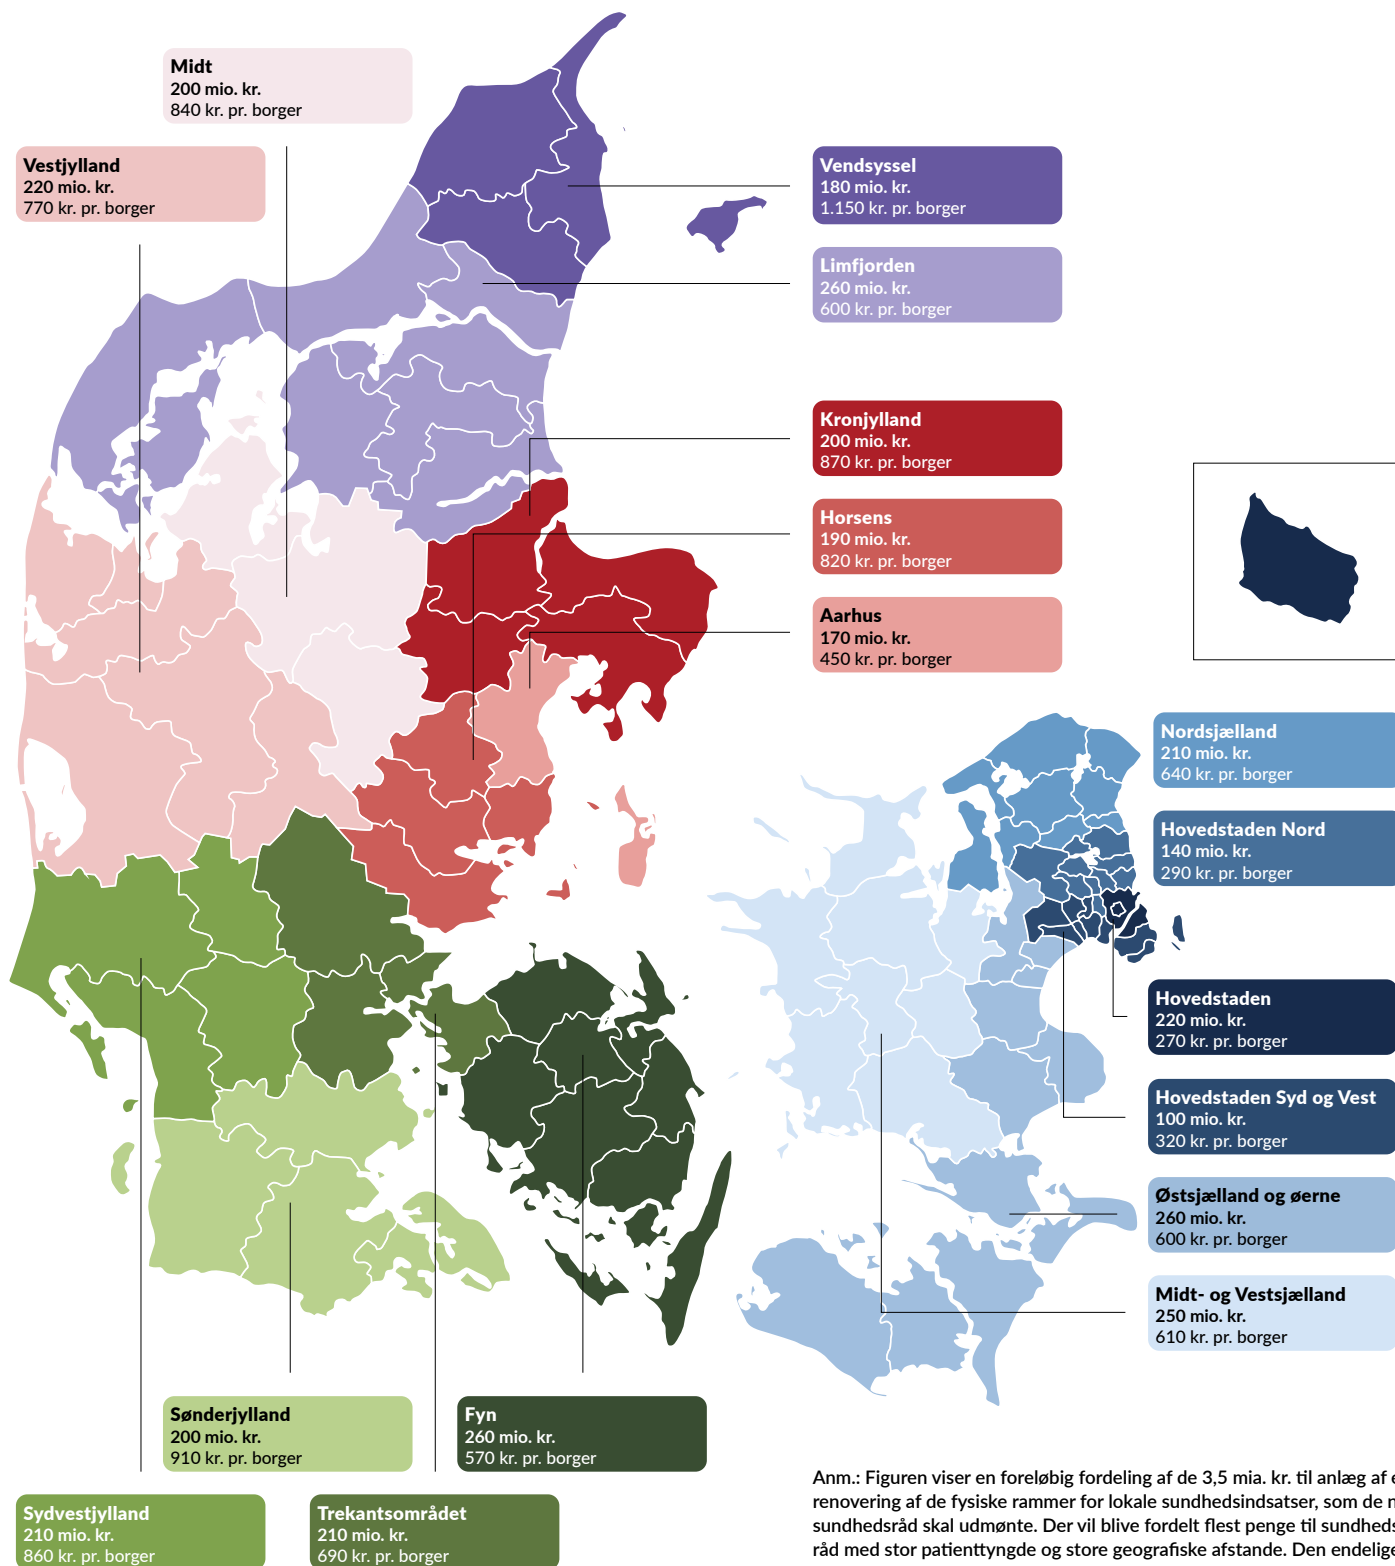 Midt
200 mio. kr.
840 kr. pr. borger
Vestjylland
220 mio. kr.
770 kr. pr. borger
Vendsyssel
180 mio. kr.
1.150 kr. pr. borger
Limfjorden
260 mio. kr.
600 kr. pr. borger
Kronjylland
200 mio. kr.
870 kr. pr. borger
Horsens
190 mio. kr.
820 kr. pr. borger
Aarhus
170 mio. kr.
450 kr. pr. borger
Nordsjælland
210 mio. kr.
640 kr. pr. borger
Hovedstaden Nord
140 mio. kr.
290 kr. pr. borger
Hovedstaden
220 mio. kr.
270 kr. pr. borger
Hovedstaden Syd og Vest
100 mio. kr.
320 kr. pr. borger
Østsjælland og øerne
260 mio. kr.
600 kr. pr. borger
Midt- og Vestsjælland
250 mio. kr.
610 kr. pr. borger
Sønderjylland
200 mio. kr.
910 kr. pr. borger
Fyn
260 mio. kr.
570 kr. pr. borger
Sydvestjylland
210 mio. kr.
860 kr. pr. borger
Trekantsområdet
210 mio. kr.
690 kr. pr. borger
Anm.: Figuren viser en foreløbig fordeling af de 3,5 mia. kr. til anlæg af
renovering af de fysiske rammer for lokale sundhedsindsatser, som de
sundhedsråd skal udmønte. Der vil blive fordelt flest penge til sundheds
råd med stor patienttyngde og store geografiske afstande. Den endelige